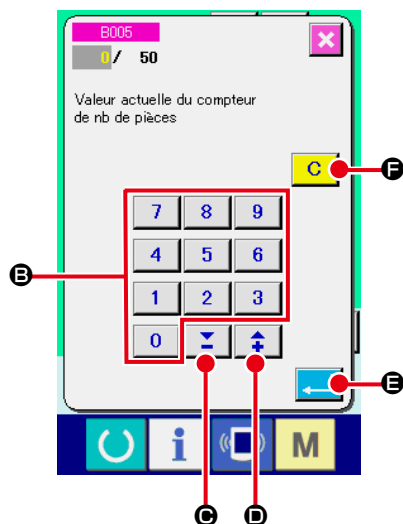 B005
0/ 50
Valeur actuelle du compteur
de nb de pièces
C
F
7 8 9
4 5 6
B
1 2 3
0
E
M
C D